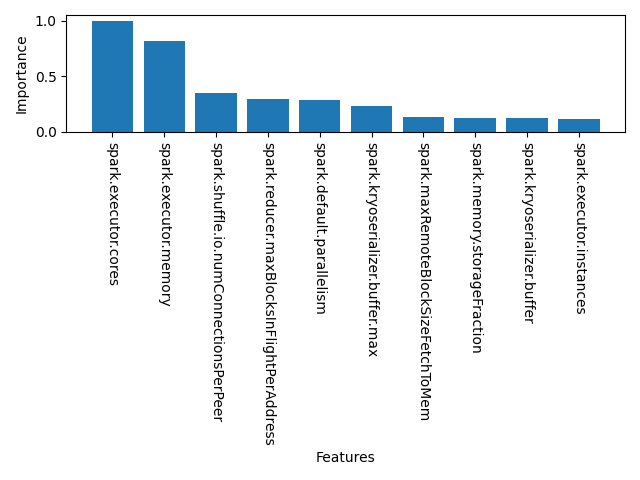 Importance
1.0
0.5
0.0
spark.executor.cores
spark.executor.memory
spark.shuffle.io.numConnectionsPerPeer
spark.reducer.maxBlocksInFlightPerAddress
spark.default.parallelism
spark.kryoserializer.buffer.max
spark.maxRemoteBlockSizeFetchToMem
spark.memory.storageFraction
spark.kryoserializer.buffer
spark.executor.instances
Features